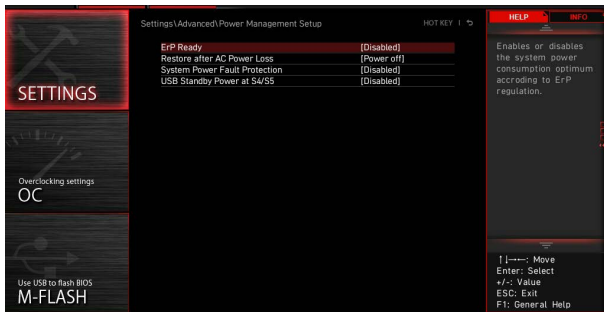 Settings\Advanced\Power Management Setup
HOT KEY
HELP
INFO
ErP Ready [Disabled]
Restore after AC Power Loss [Power off]
System Power Fault Protection [Disabled]
USB Standby Power at S4/S5 [Disabled]
Enables or disables
the system power
consumption optimum
accroding to ErP
regulation.
SETTINGS
Overclocking settings
OC
Use USB to flash BIOS
M-FLASH
↑↓→←: Move
Enter: Select
+/-: Value
ESC: Exit
F1: General Help